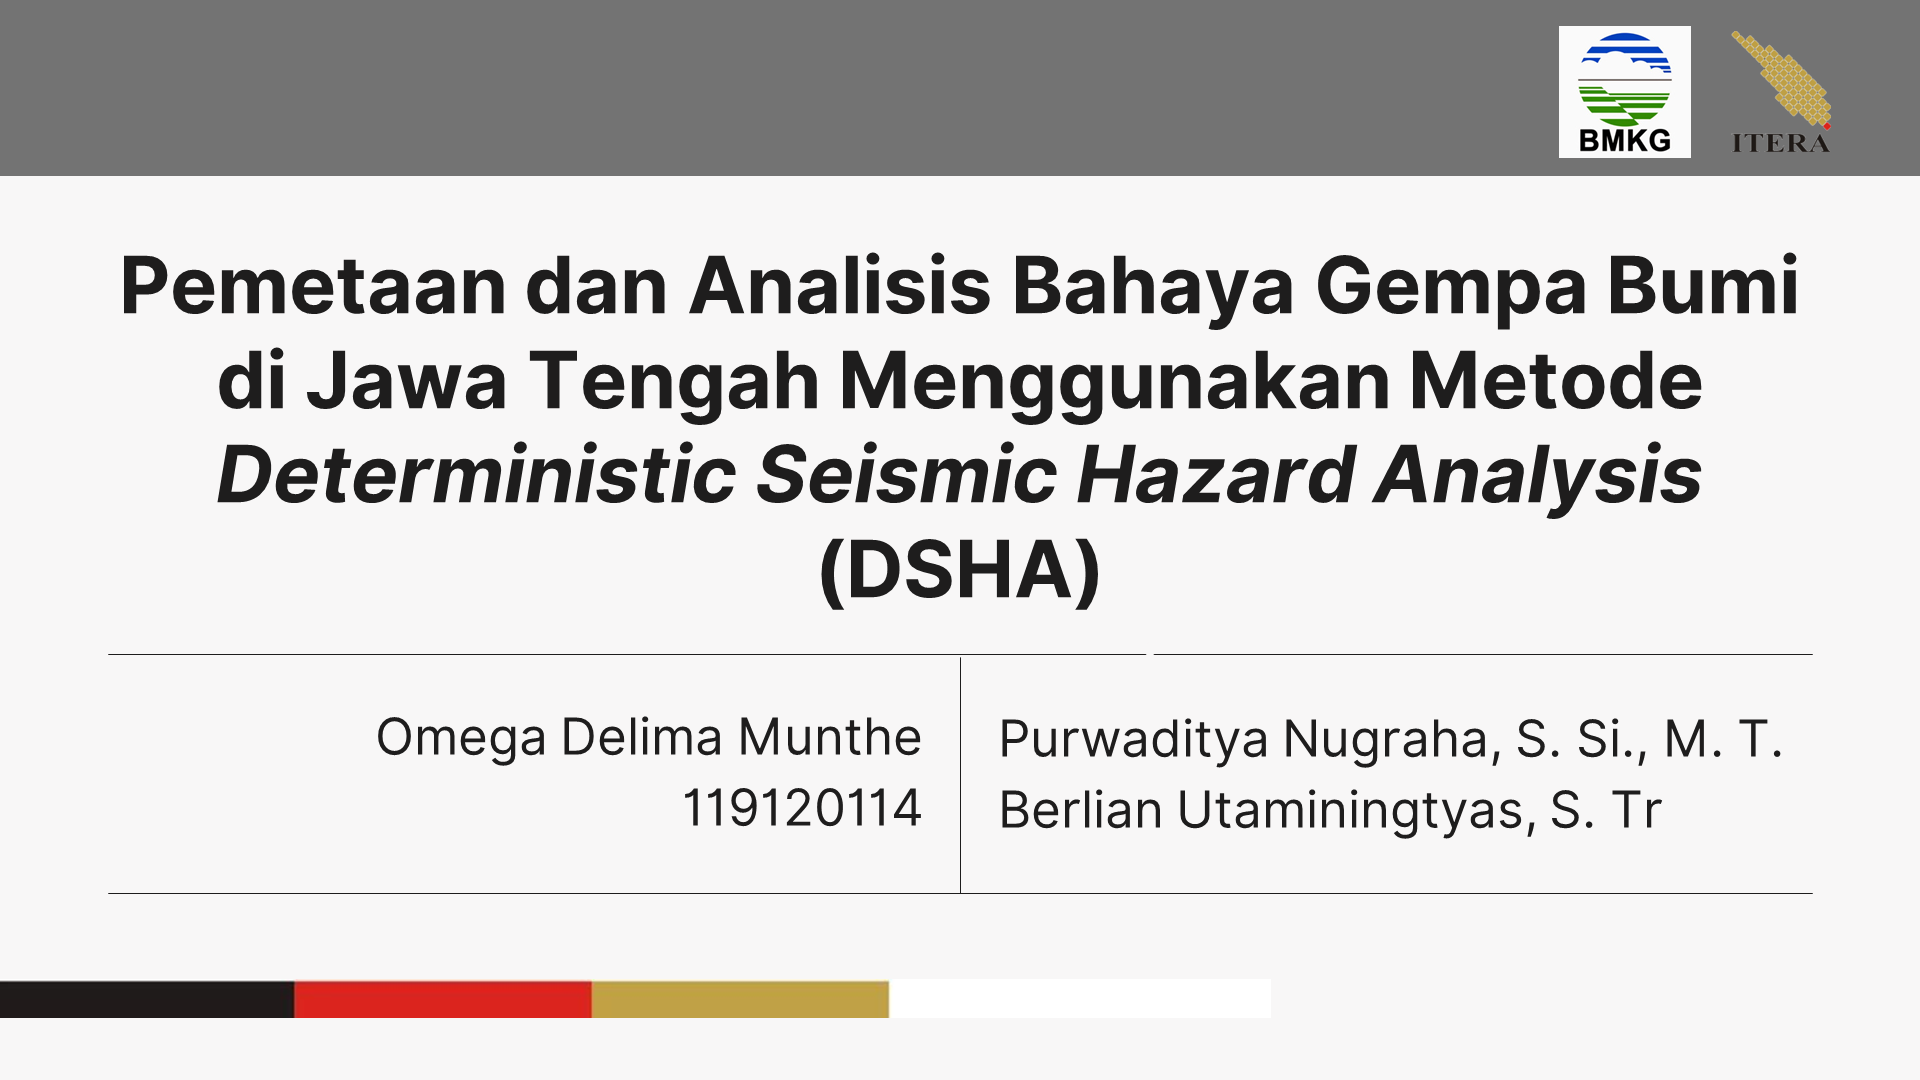 BMKG
ITERA
Pemetaan dan Analisis Bahaya Gempa Bumi
di Jawa Tengah Menggunakan Metode
Deterministic Seismic Hazard Analysis
(DSHA)
Omega Delima Munthe
119120114
Purwaditya Nugraha, S. Si., M. T.
Berlian Utaminingtyas, S. Tr